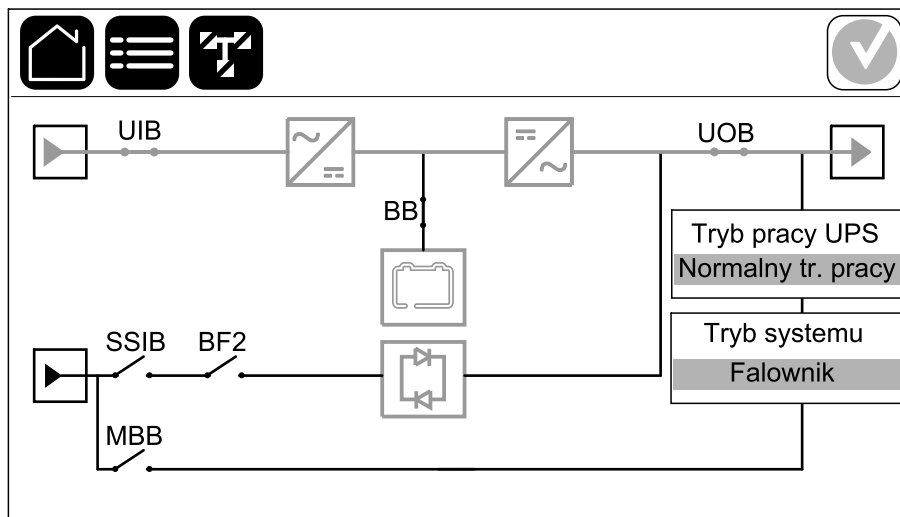 UIB
UOB
BB
Tryb pracy UPS
Normalny tr. pracy
SSIB
BF2
Tryb systemu
Falownik
MBB